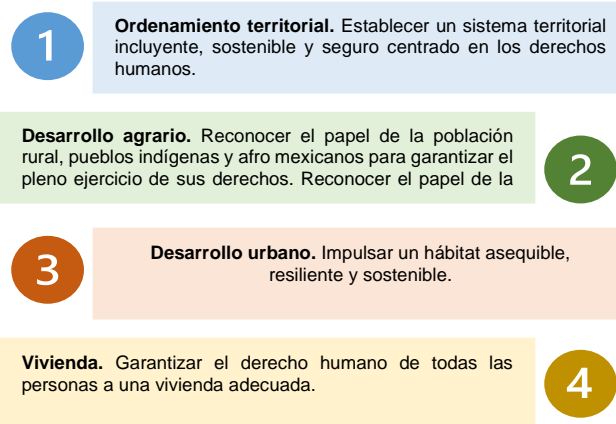 1
Ordenamiento territorial. Establecer un sistema territorial
incluyente, sostenible y seguro centrado en los derechos
humanos.
Desarrollo agrario. Reconocer el papel de la población
rural, pueblos indígenas y afro mexicanos para garantizar el
pleno ejercicio de sus derechos. Reconocer el papel de la
2
3
Desarrollo urbano. Impulsar un hábitat asequible,
resiliente y sostenible.
Vivienda. Garantizar el derecho humano de todas las
personas a una vivienda adecuada.
4